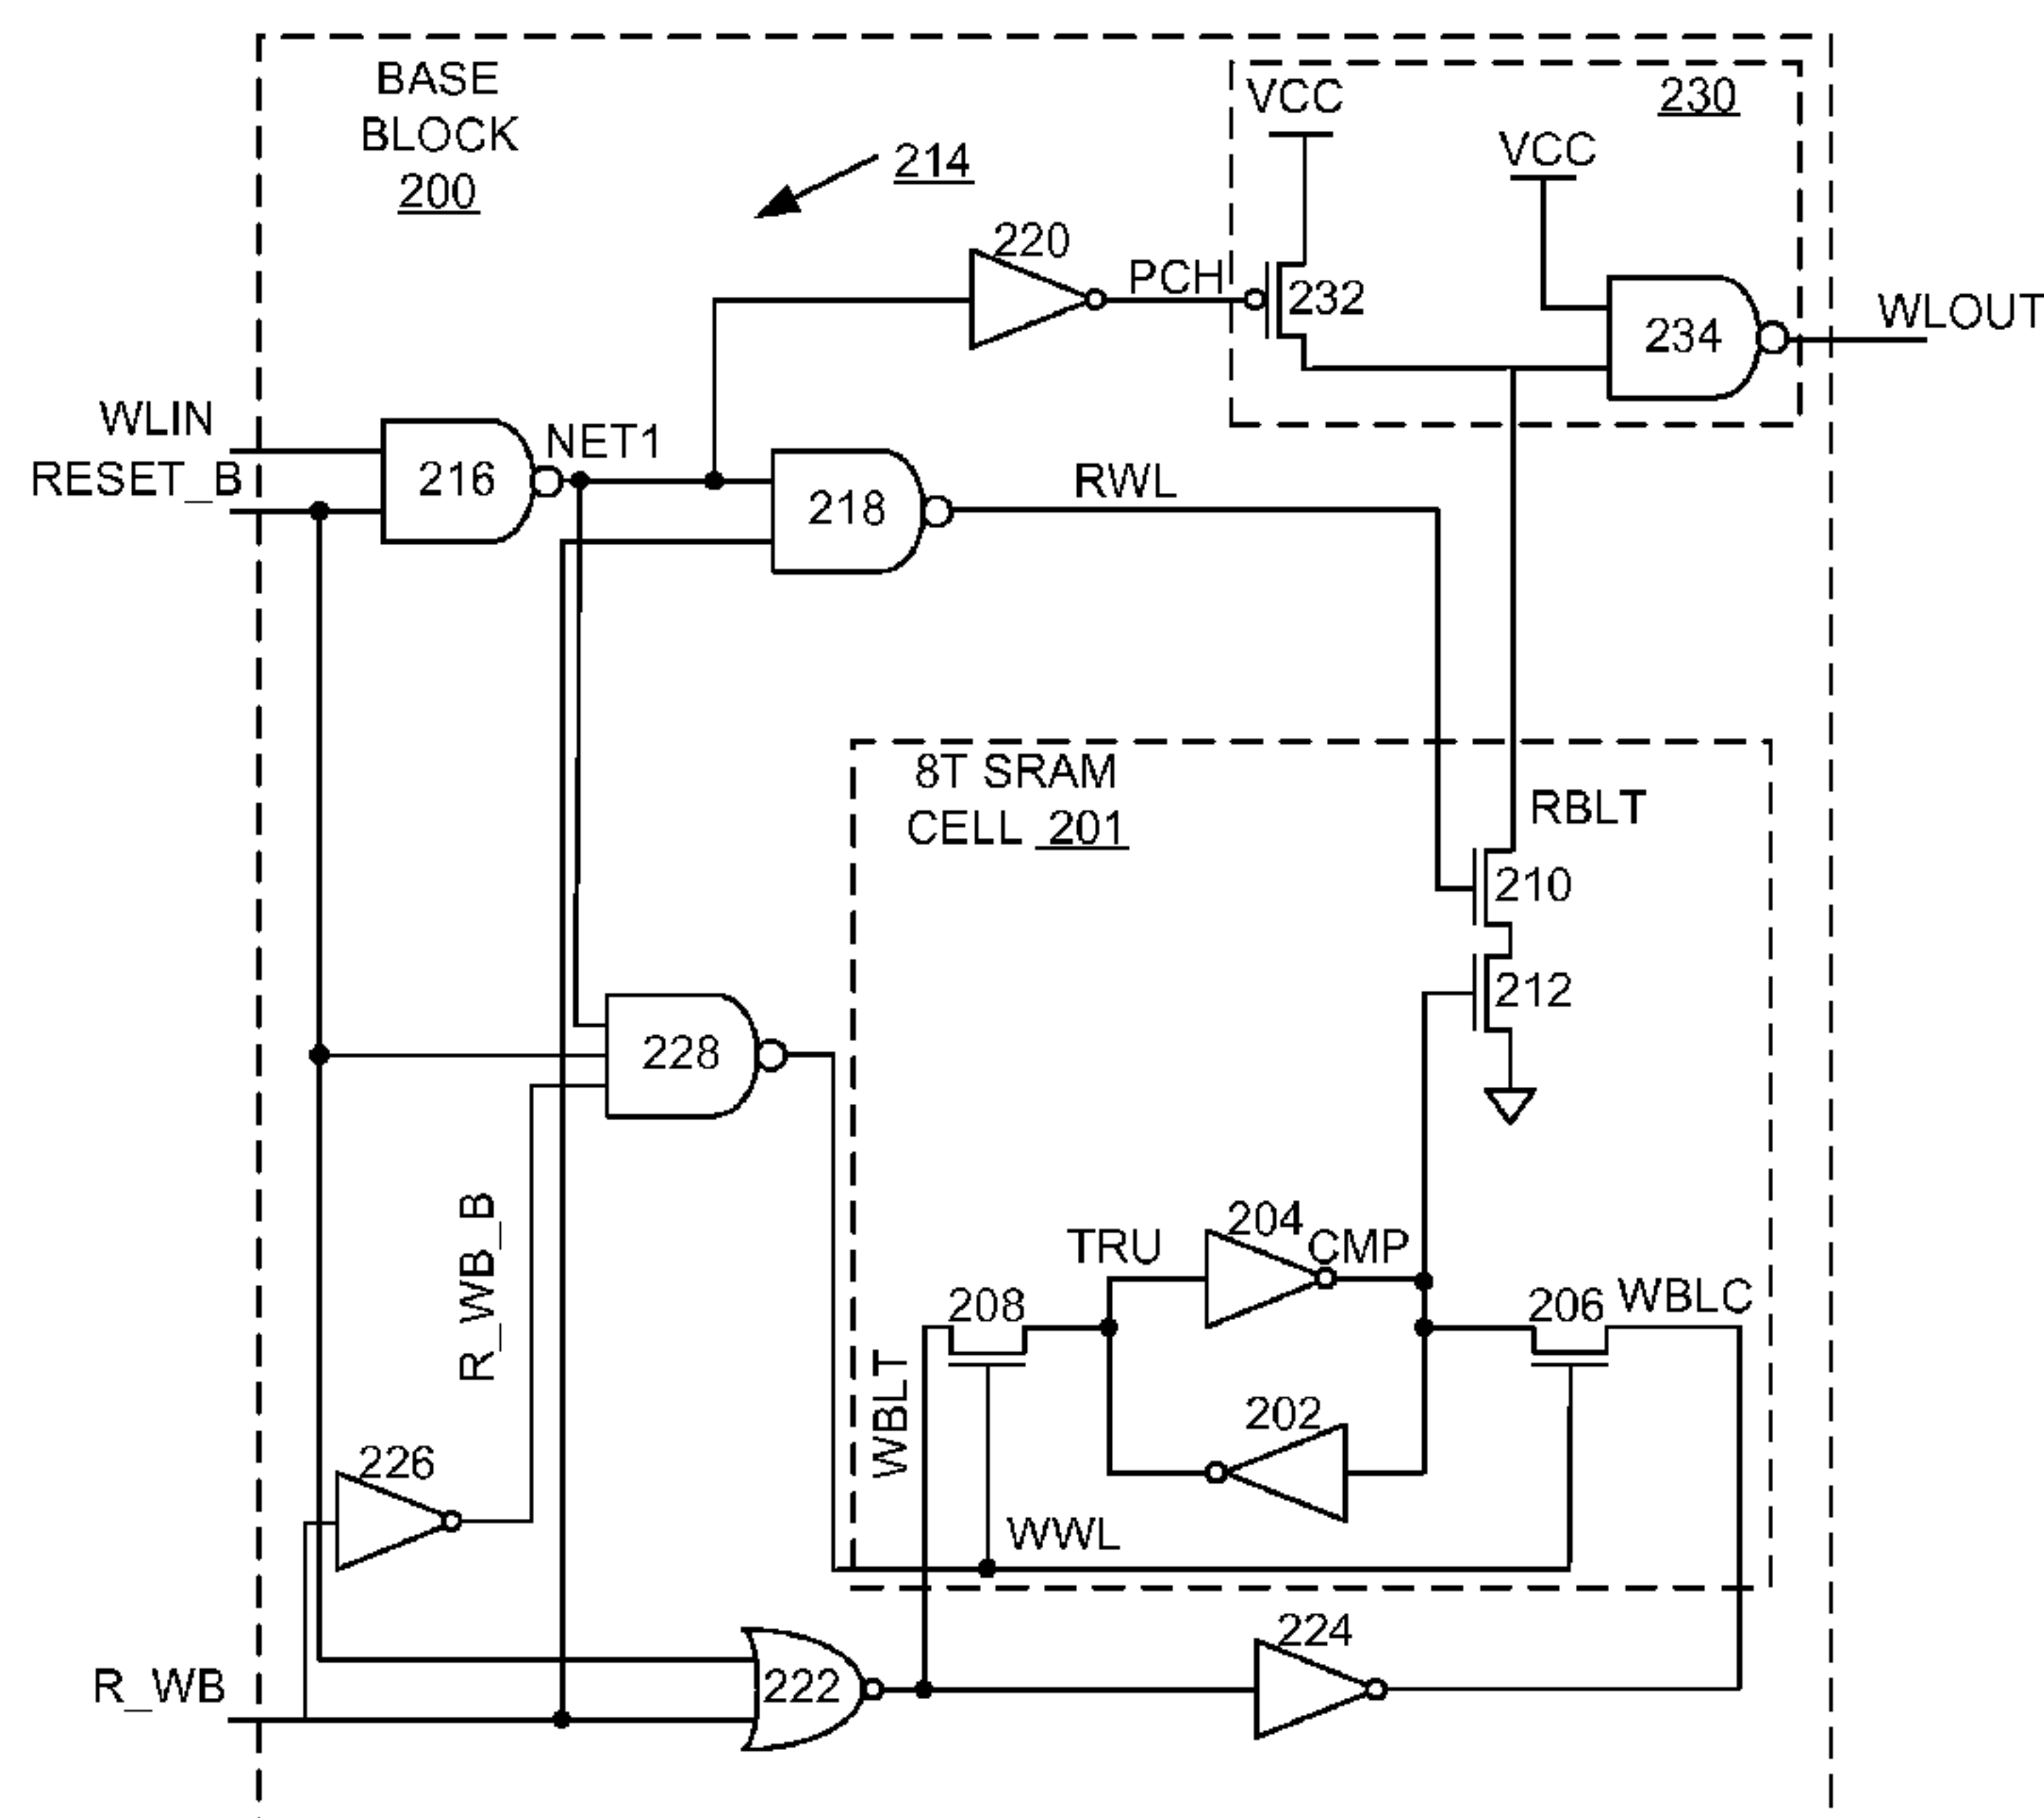 BASE
BLOCK
200
214
VCC
230
VCC
220
PCH
232
234
WLOUT
WLIN
NET1
RESET_B
216
218
RWL
8T SRAM
CELL 201
RBLT
210
212
228
R_WB_B
TRU
204
CMP
208
206
WBLC
WBLT
202
226
WWL
224
R_WB
222